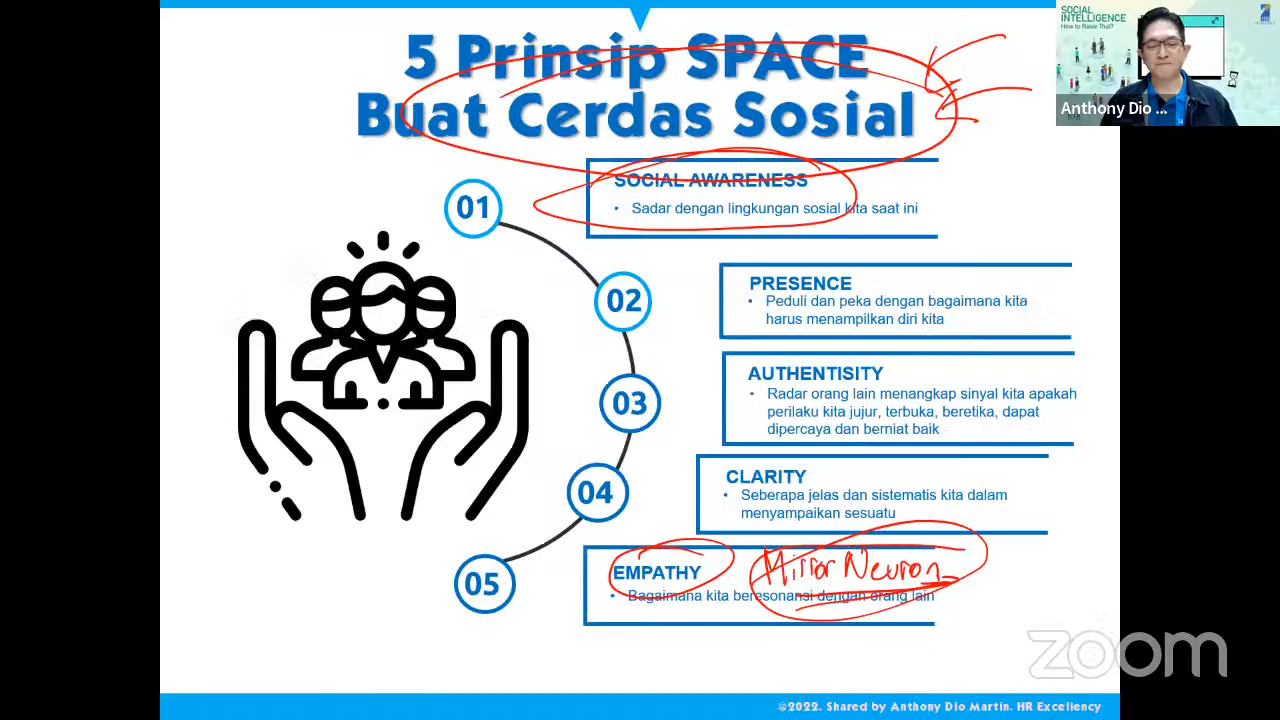 5 Prinsip SPACE
Buat Cerdas Sosial
SOCIAL INTELLIGENCE
How to Raise That?
Anthony Dio ...
01
SOCIAL AWARENESS
• Sadar dengan lingkungan sosial kita saat ini
02
PRESENCE
• Peduli dan peka dengan bagaimana kita
harus menampilkan diri kita
03
AUTHENTISITY
• Radar orang lain menangkap sinyal kita apakah
perilaku kita jujur, terbuka, beretika, dapat
dipercaya dan berniat baik
04
CLARITY
• Seberapa jelas dan sistematis kita dalam
menyampaikan sesuatu
05
EMPATHY
Mirror Neuron
• Bagaimana kita beresonansi dengan orang lain
zoom
©2022. Shared by Anthony Dio Martin. HR Excellency